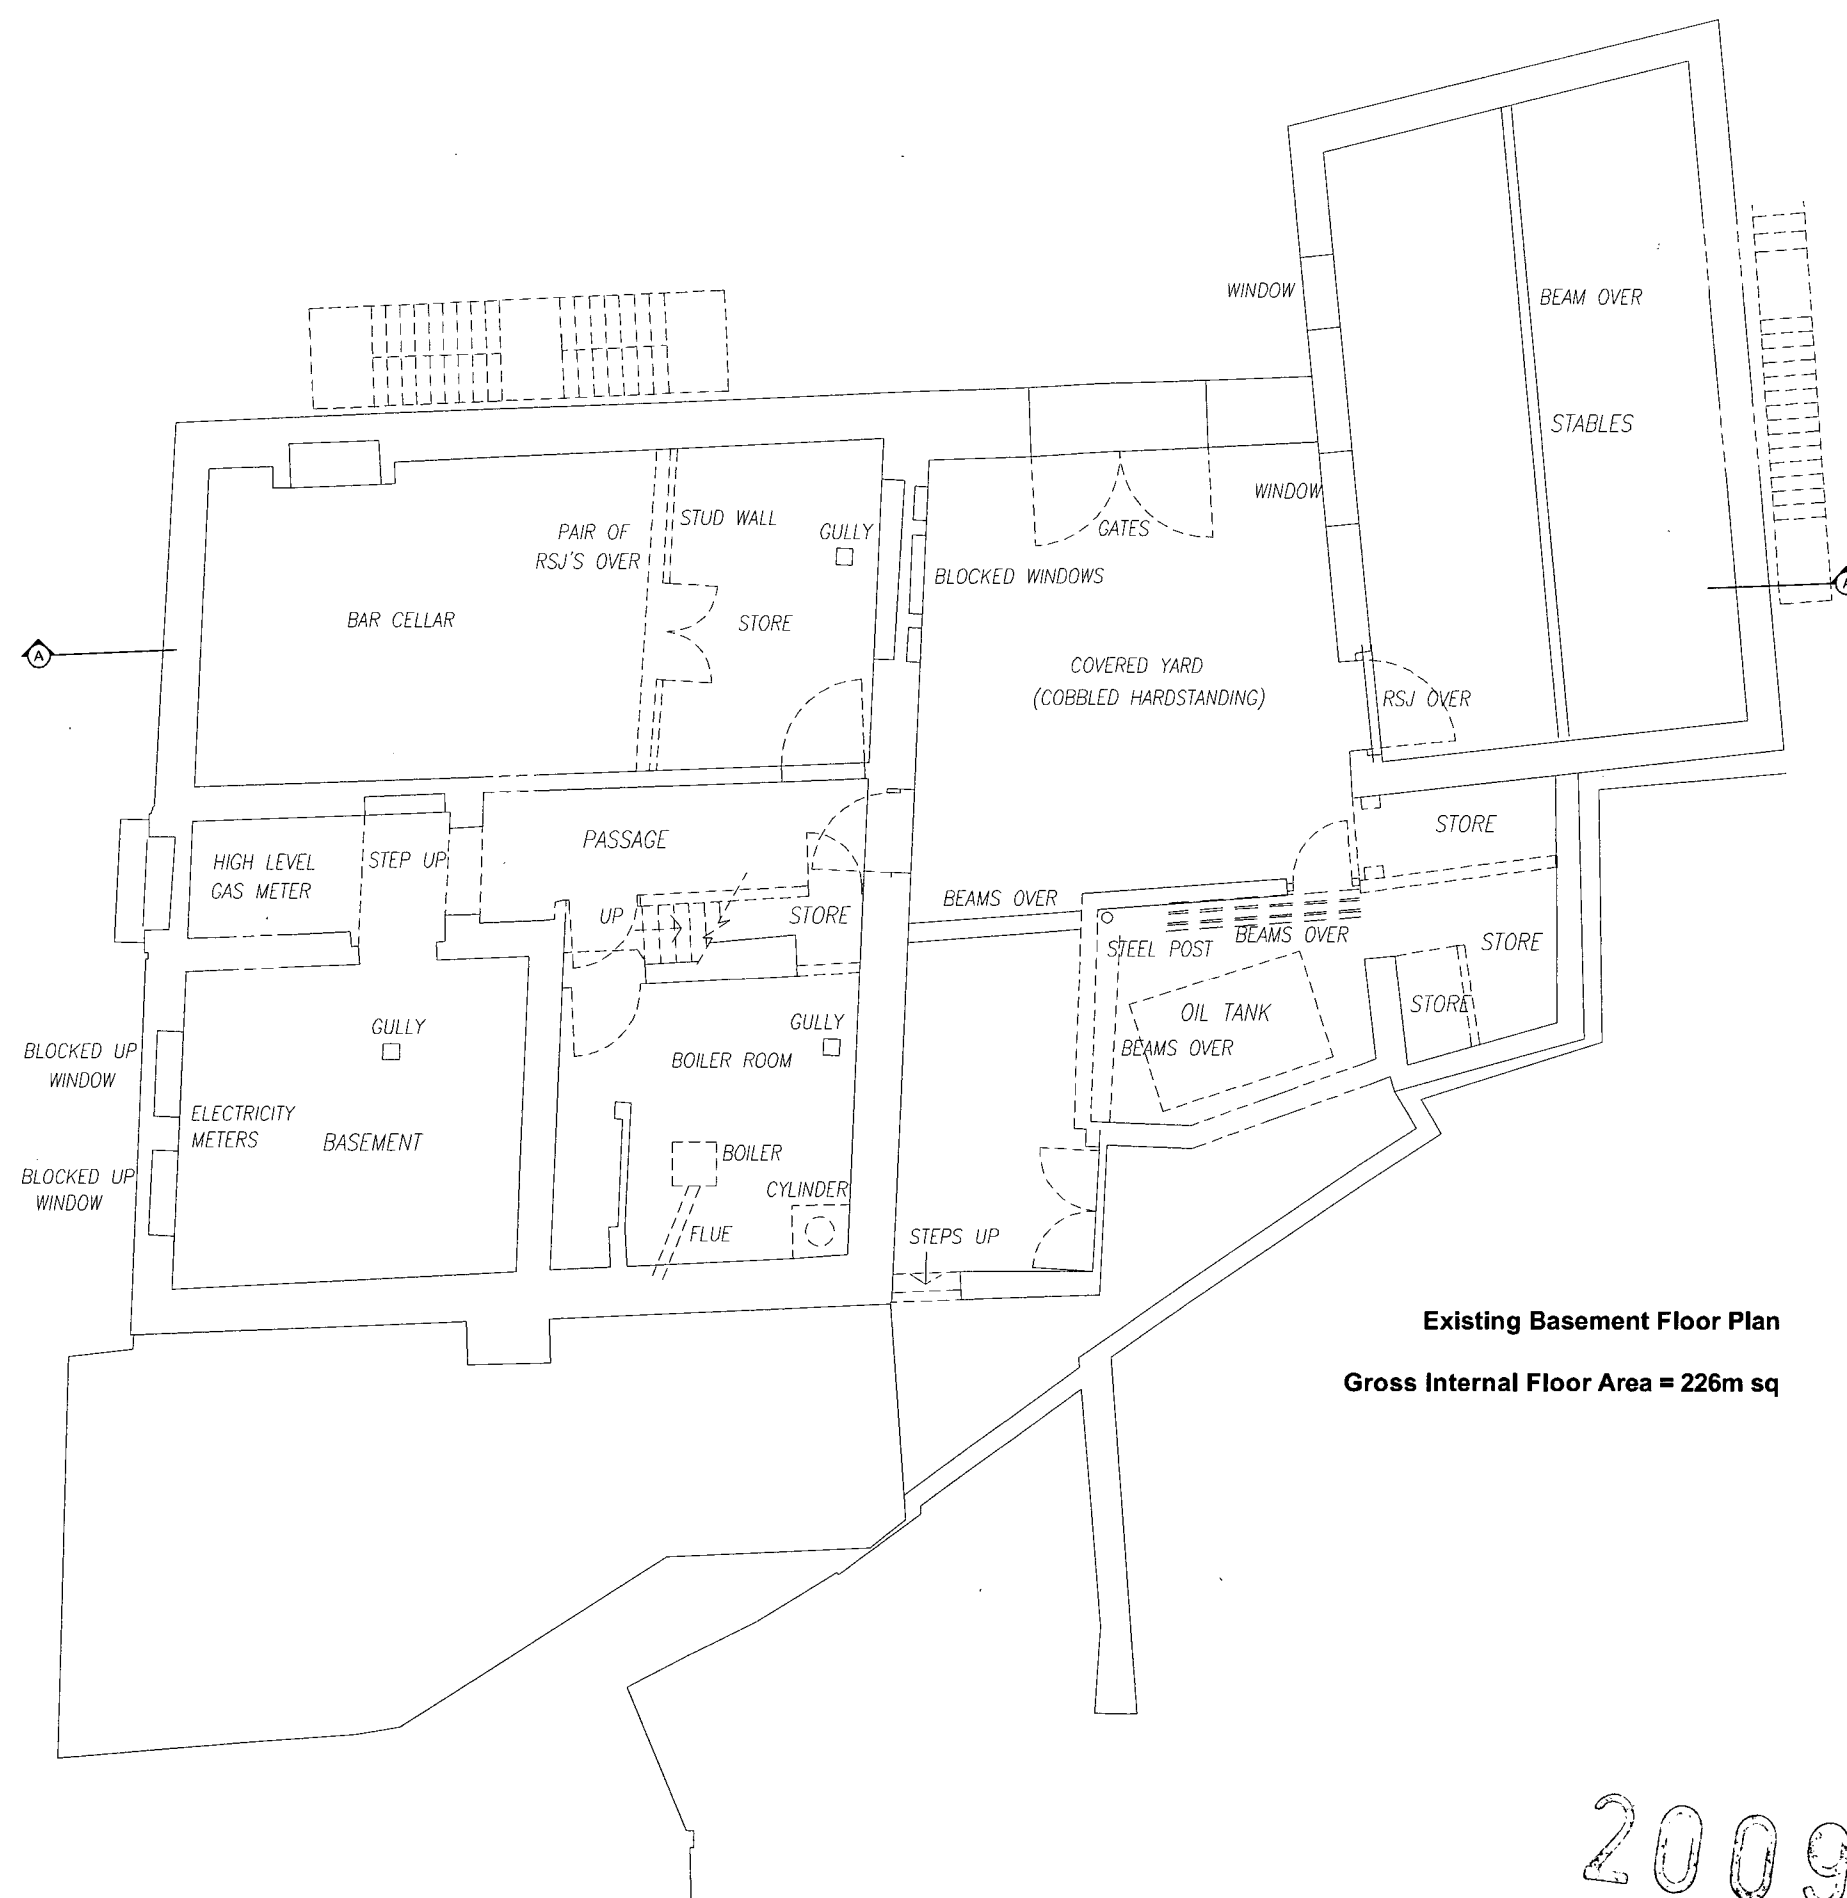 WINDOW
BEAM OVER
STABLES
WINDOW
STUD WALL
PAIR OF
RSJ'S OVER
GULLY
GATES
BLOCKED WINDOWS
BAR CELLAR
STORE
A
A
COVERED YARD
(COBBLED HARDSTANDING)
RSJ OVER
STORE
PASSAGE
HIGH LEVEL
GAS METER
STEP UP
BEAMS OVER
UP
STORE
STEEL POST
BEAMS OVER
STORE
STORE
OIL TANK
BEAMS OVER
GULLY
GULLY
BLOCKED UP
WINDOW
BOILER ROOM
ELECTRICITY
METERS
BASEMENT
BOILER
BLOCKED UP
WINDOW
CYLINDER
FLUE
STEPS UP
Existing Basement Floor Plan
Gross Internal Floor Area = 226m sq
2009